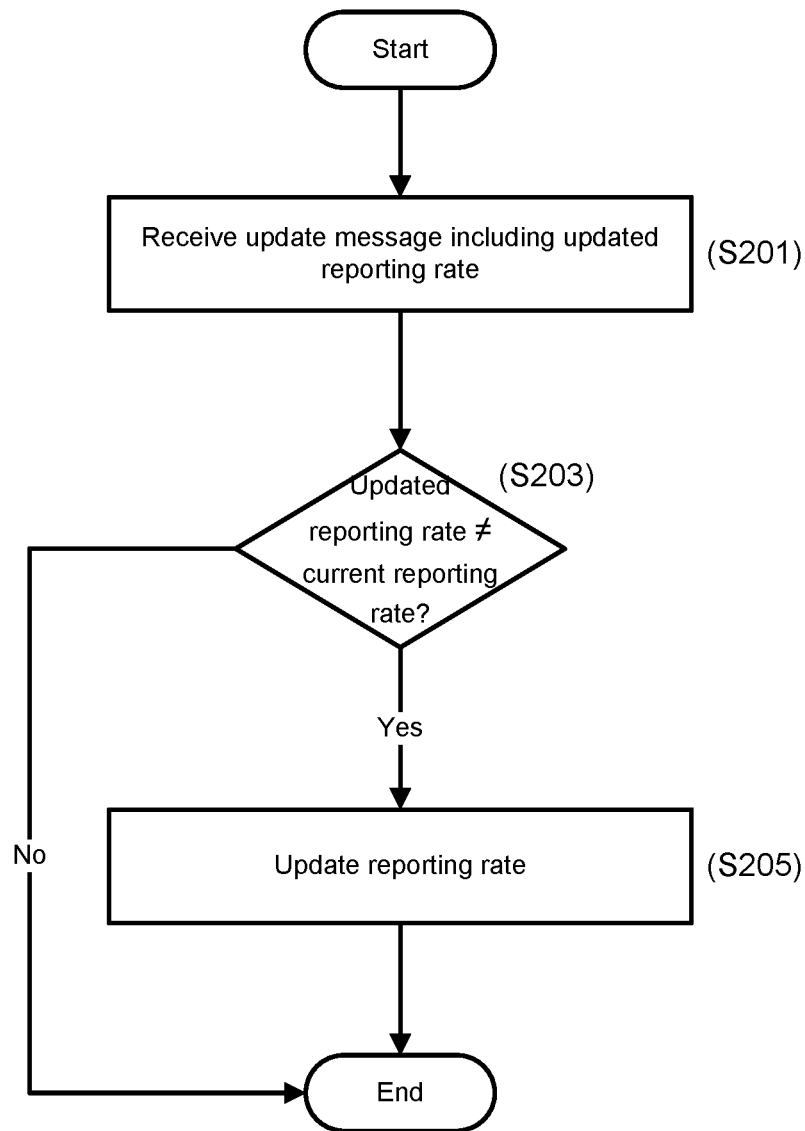 Start
Receive update message including updated
reporting rate
(S201)
(S203)
Updated
reporting rate ≠
current reporting
rate?
Yes
No
Update reporting rate
(S205)
End